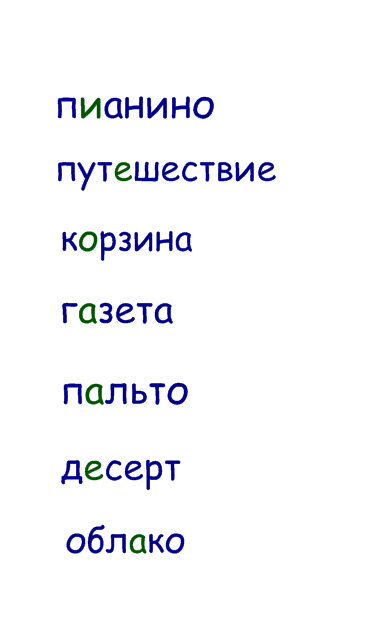 пианино
путешествие
корзина
газета
пальто
десерт
облако